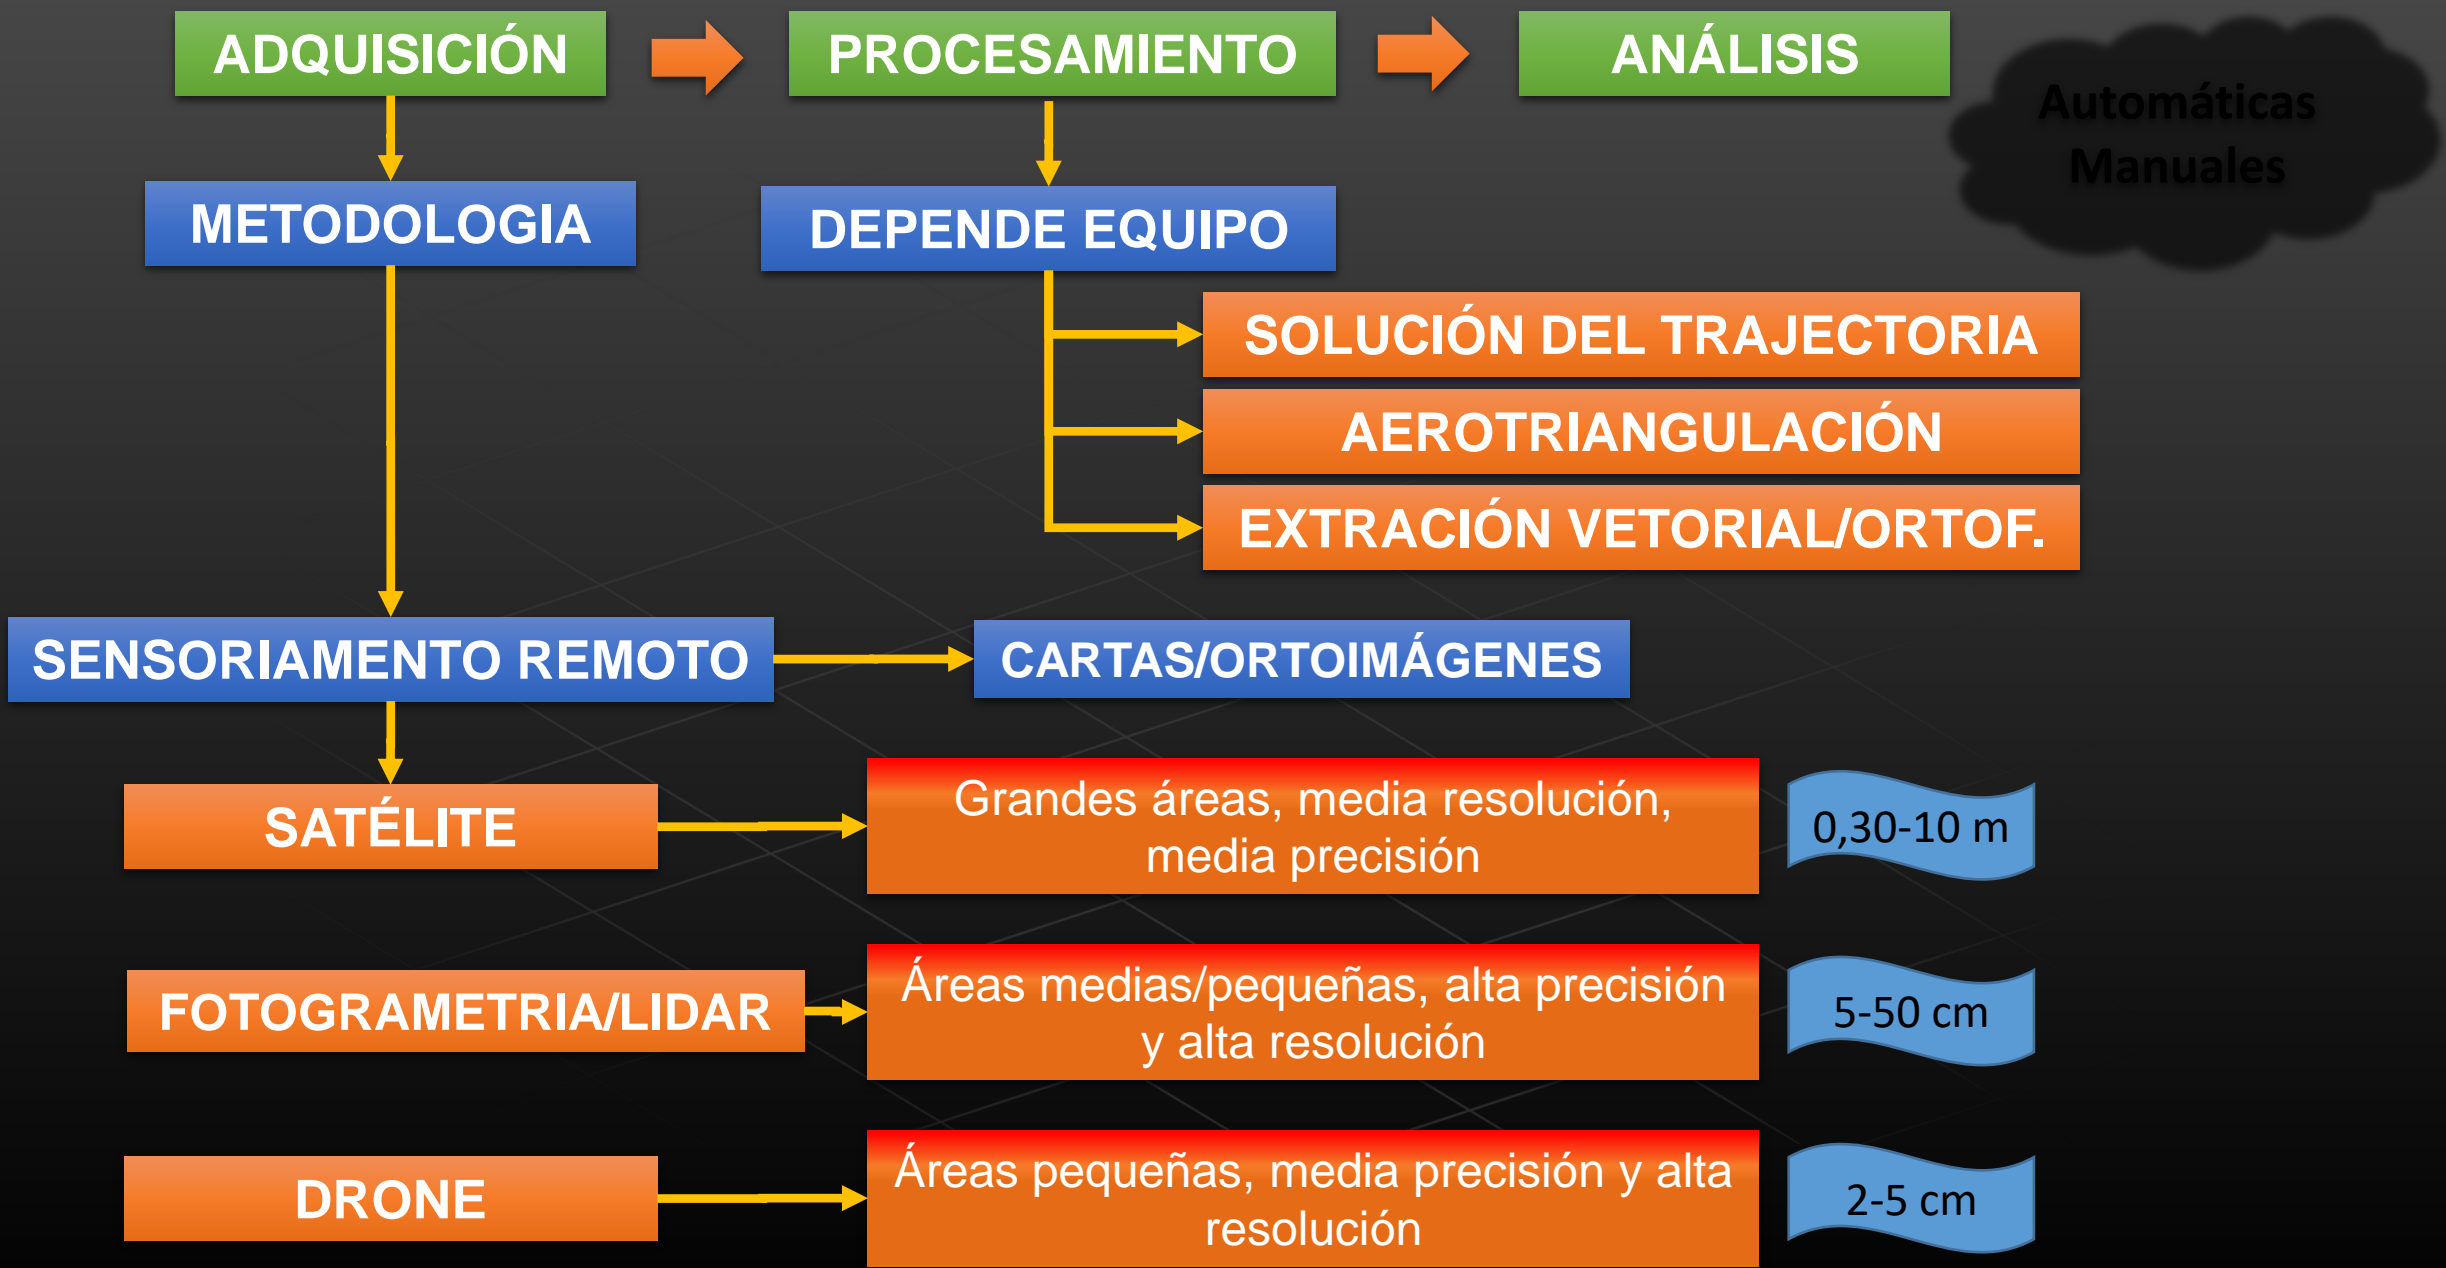 ADQUISICIÓN
PROCESAMIENTO
ANÁLISIS
Automáticas
Manuales
METODOLOGIA
DEPENDE EQUIPO
SOLUCIÓN DEL TRAJECTORIA
AEROTRIANGULACIÓN
EXTRACIÓN VETORIAL/ORTOF.
SENSORIAMENTO REMOTO
CARTAS/ORTOIMÁGENES
SATÉLITE
Grandes áreas, media resolución,
media precisión
0,30-10 m
FOTOGRAMETRIA/LIDAR
Áreas medias/pequeñas, alta precisión
y alta resolución
5-50 cm
DRONE
Áreas pequeñas, media precisión y alta
resolución
2-5 cm